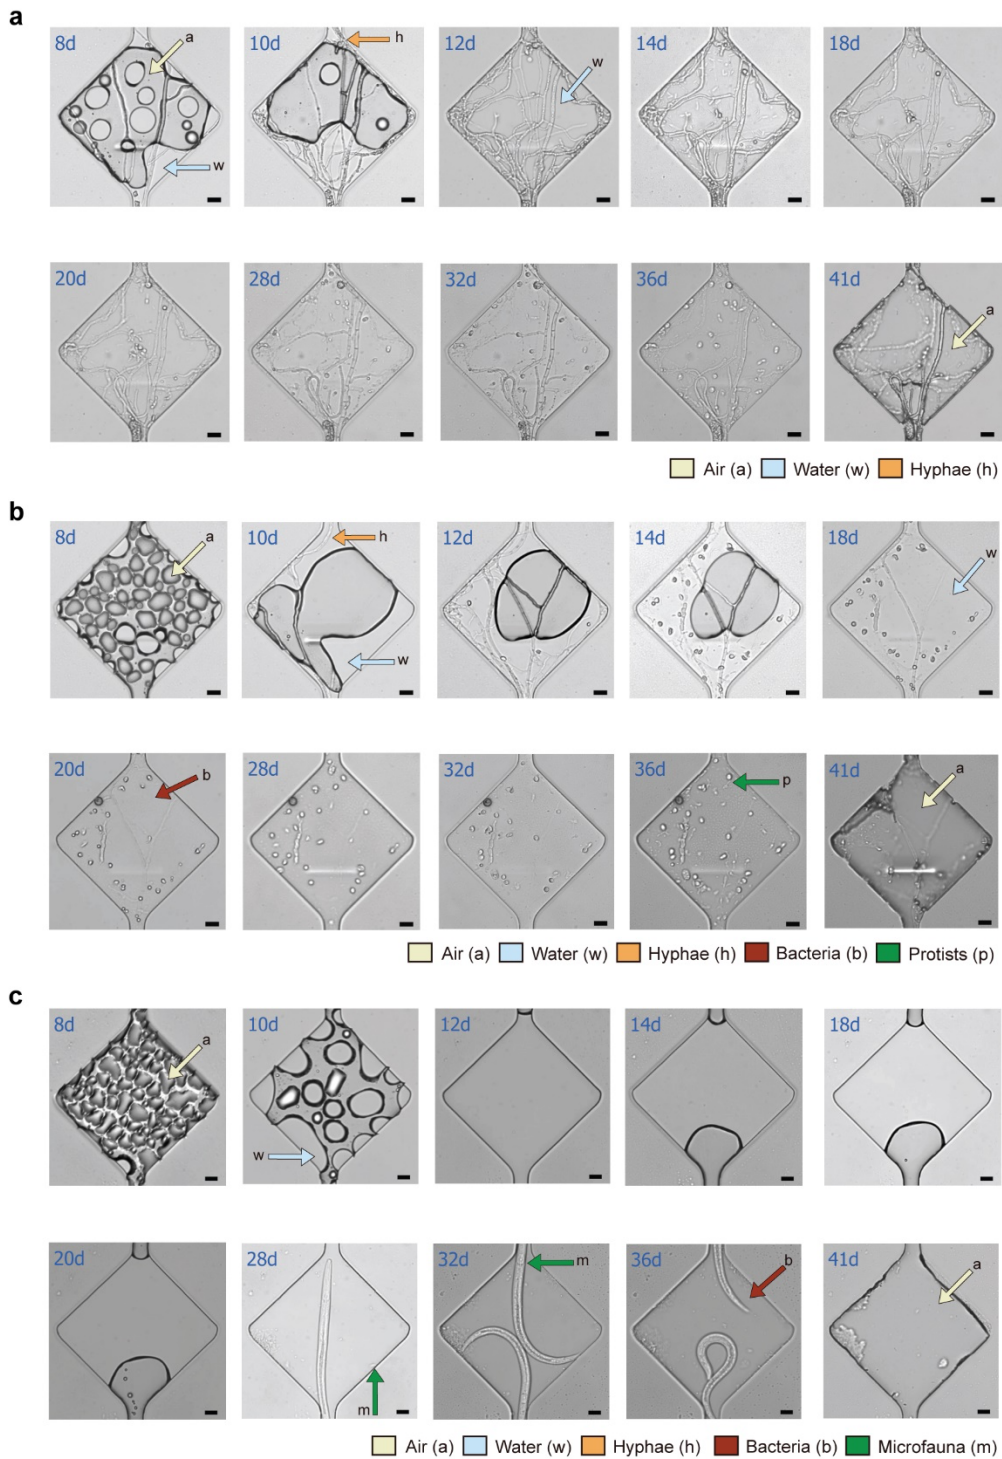 a
8d a w
10d h
12d w
14d
18d
20d
28d
32d
36d
41d a
Air (a) Water (w) Hyphae (h)
b
8d a
10d h w
12d
14d
18d w
20d b
28d
32d
36d p
41d a
Air (a) Water (w) Hyphae (h) Bacteria (b) Protists (p)
c
8d a
10d w
12d
14d
18d
20d
28d m
32d m
36d b
41d a
Air (a) Water (w) Hyphae (h) Bacteria (b) Microfauna (m)